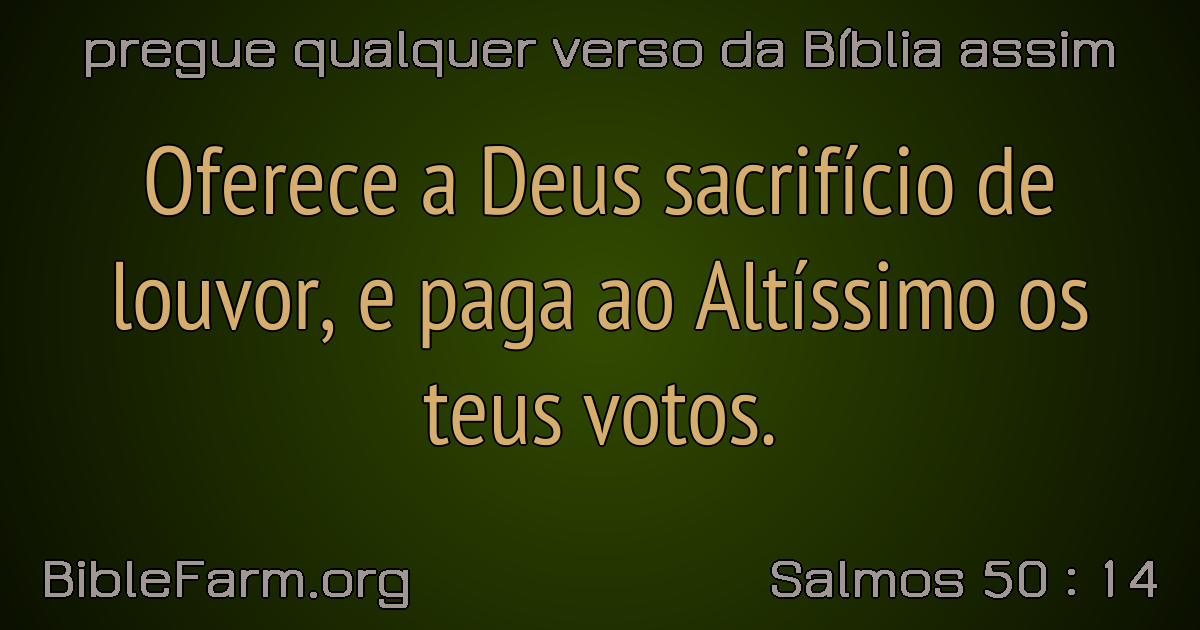 pregue qualquer verso da Bíblia assim
Oferece a Deus sacrifício de
louvor, e paga ao Altíssimo os
teus votos.
BibleFarm.org
Salmos 50 : 14